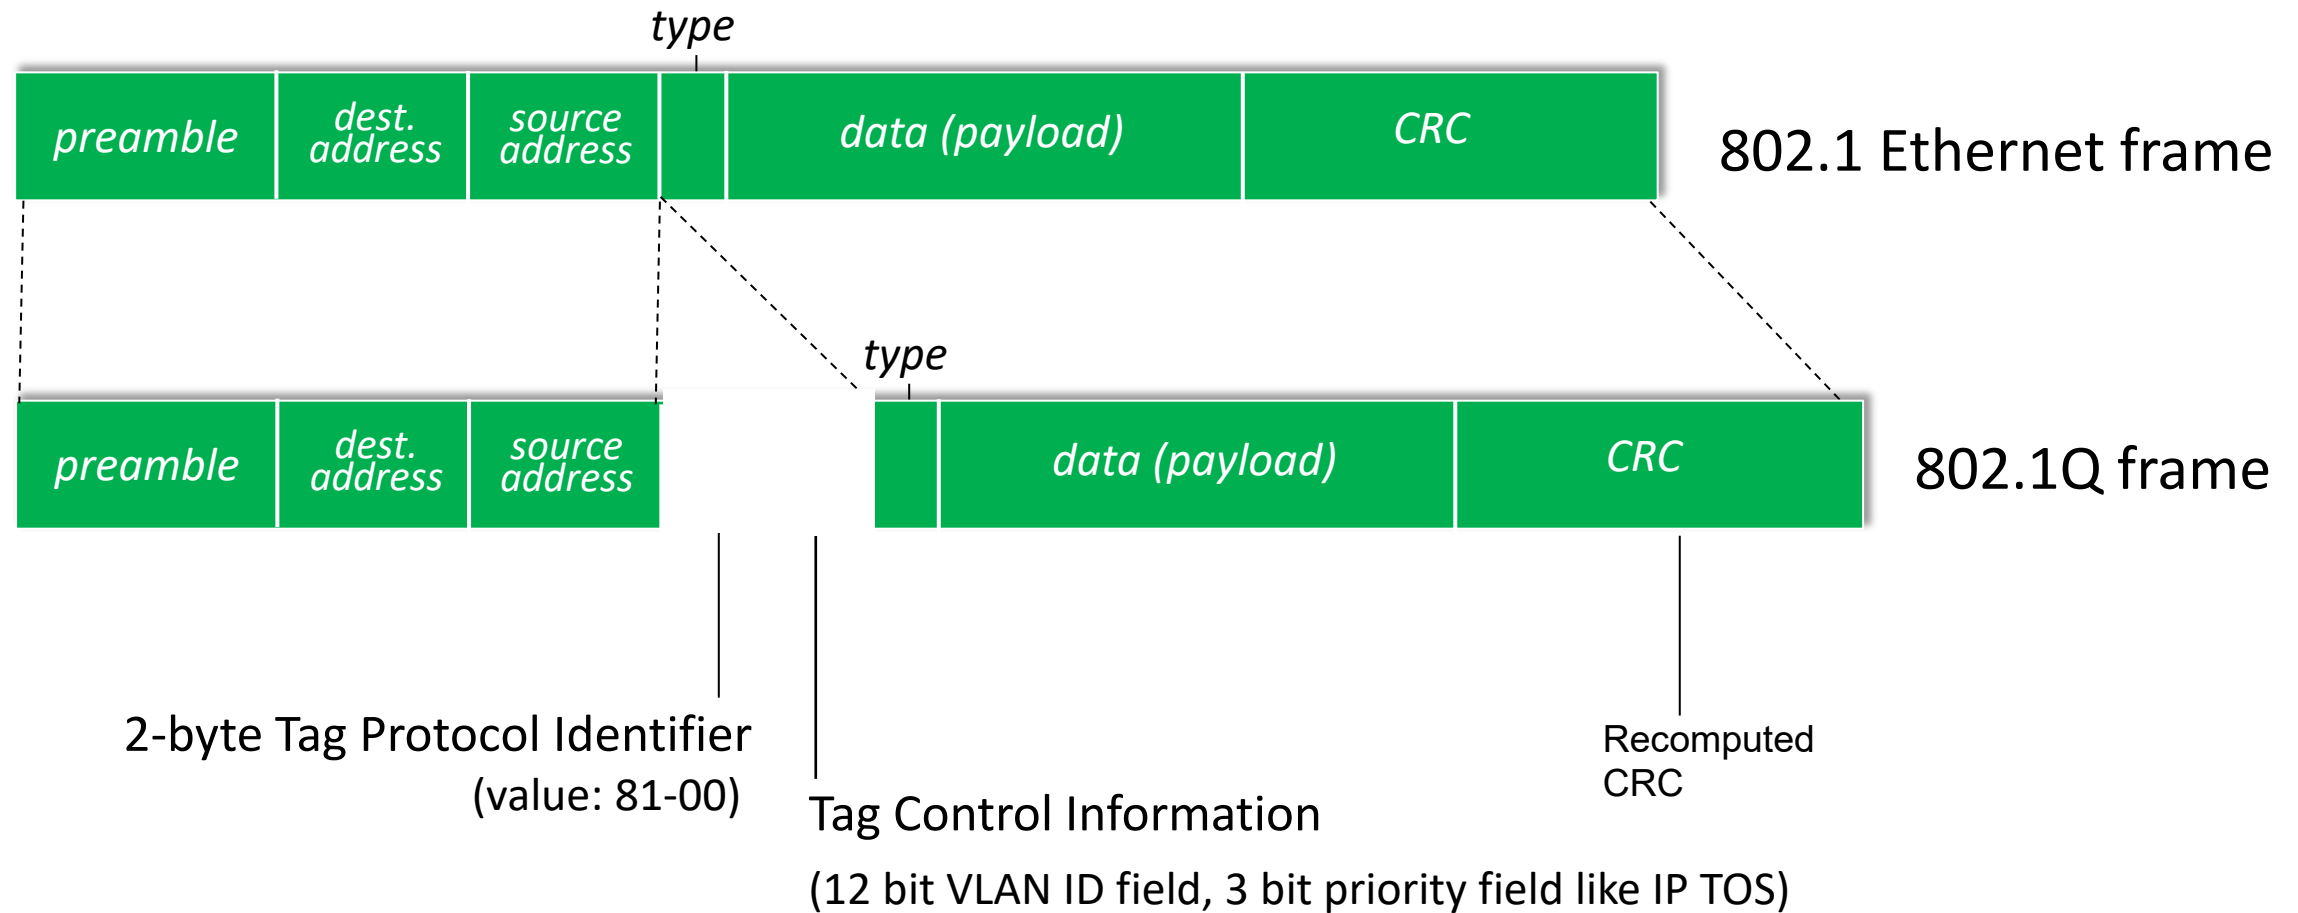 type
preamble
dest.
address
source
address
data (payload)
CRC
802.1 Ethernet frame
type
preamble
dest.
address
source
address
data (payload)
CRC
802.1Q frame
2-byte Tag Protocol Identifier
(value: 81-00)
Tag Control Information
(12 bit VLAN ID field, 3 bit priority field like IP TOS)
Recomputed
CRC